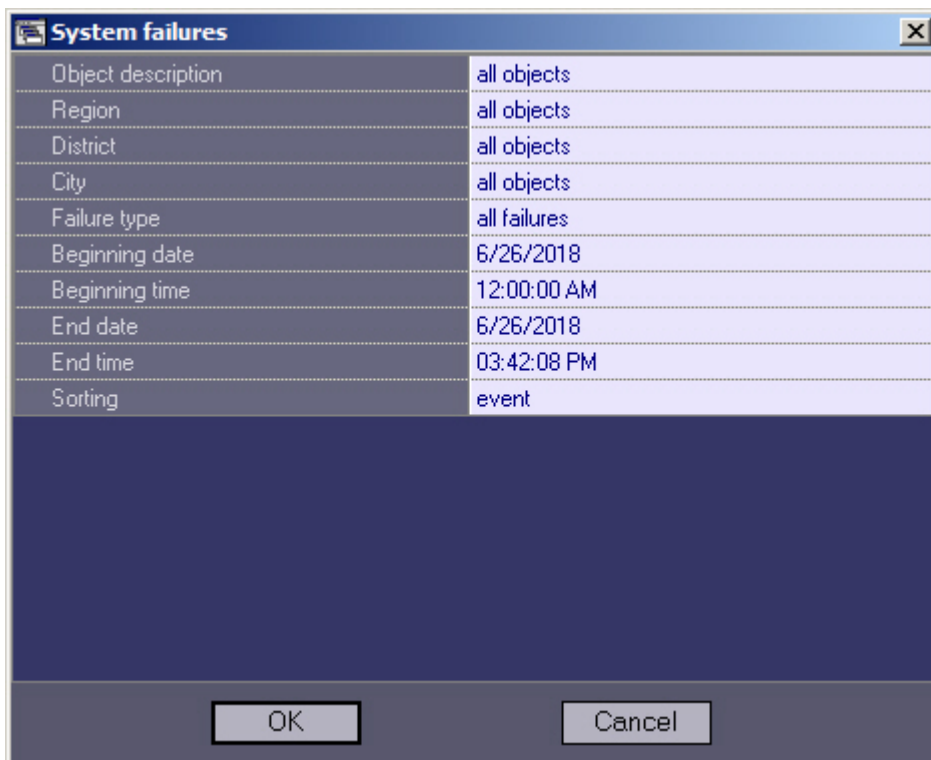 System failures
Object description all objects
Region all objects
District all objects
City all objects
Failure type all failures
Beginning date 6/26/2018
Beginning time 12:00:00 AM
End date 6/26/2018
End time 03:42:08 PM
Sorting event
OK Cancel